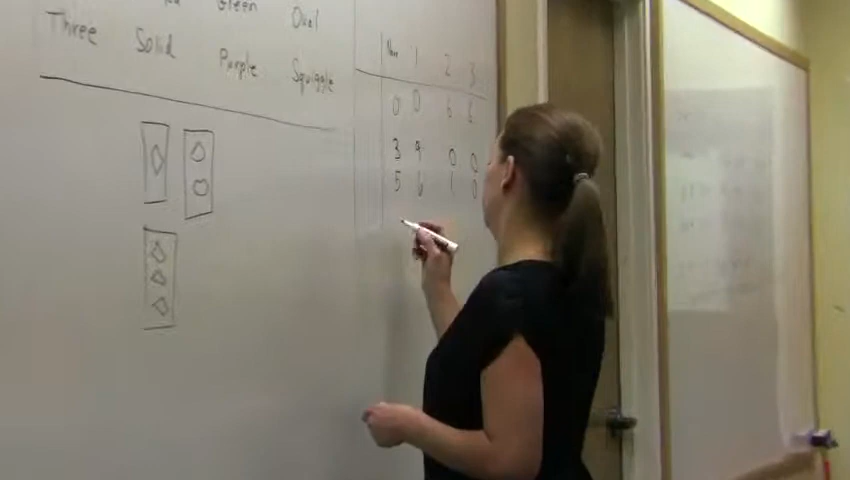 Green Oval
Three Solid Purple Squiggle
Num 1 2 3
0 0 6 6
3 9 0 0
5 6 1 0